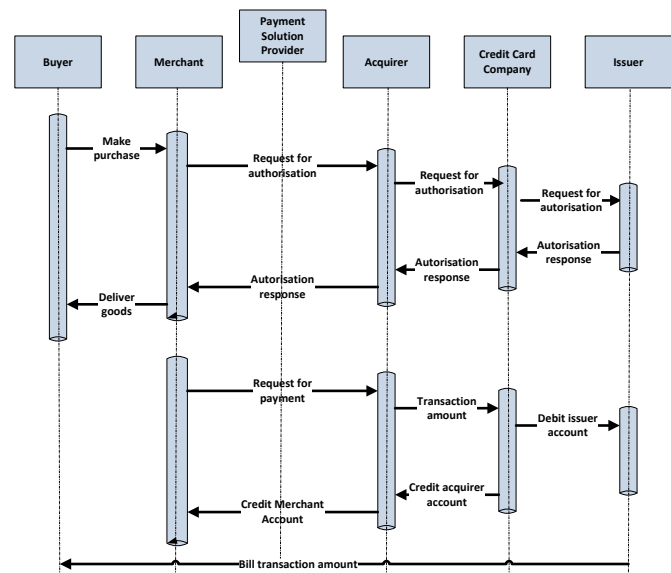 Payment
Solution
Provider
Buyer
Merchant
Acquirer
Credit Card
Company
Issuer
Make
purchase
Request for
authorisation
Request for
authorisation
Request for
autorisation
Autorisation
response
Autorisation
response
Autorisation
response
Deliver
goods
Request for
payment
Transaction
amount
Debit issuer
account
Credit acquirer
account
Credit Merchant
Account
Bill transaction amount